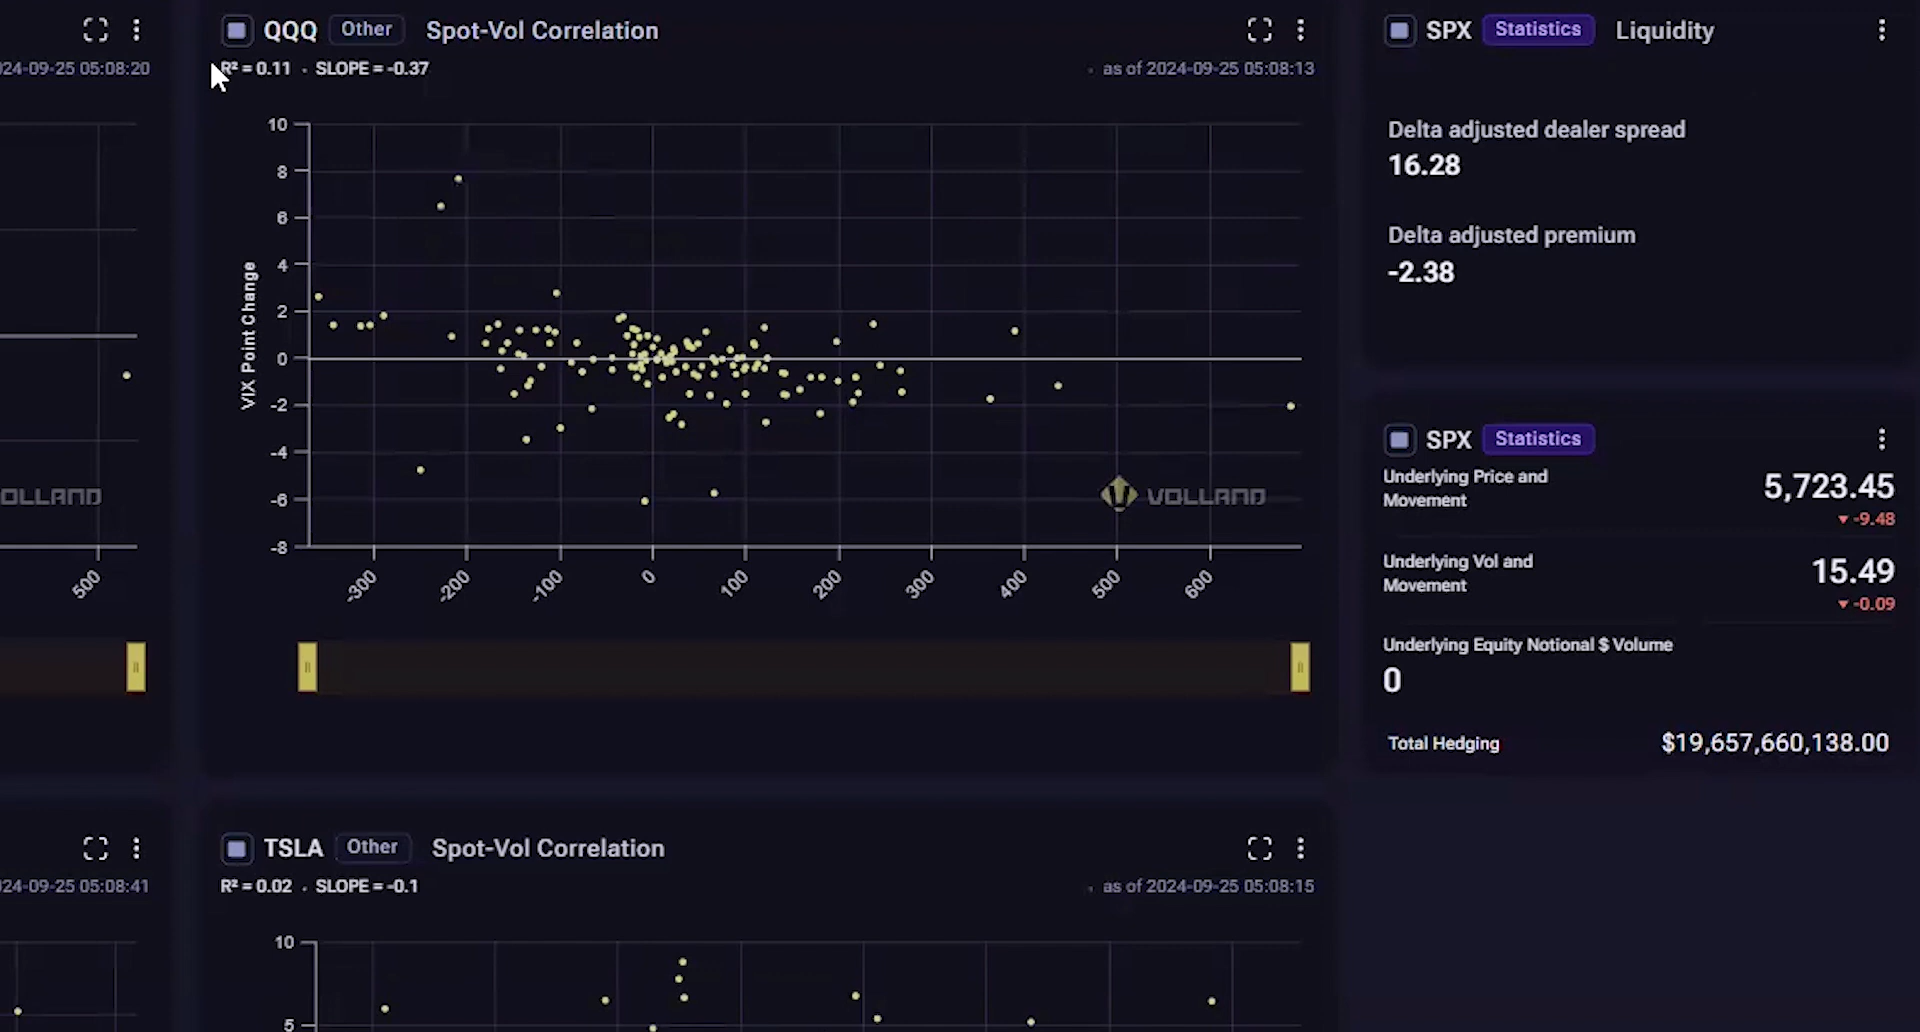 QQQ Other Spot-Vol Correlation
24-09-25 05:08:20
R² = 0.11 · SLOPE = -0.37
as of 2024-09-25 05:08:13
10
8
6
4
2
0
-2
-4
-6
-8
VIX Point Change
-300
-200
-100
0
100
200
300
400
500
600
VOLLAND
OLLAND
500
SPX Statistics Liquidity
Delta adjusted dealer spread
16.28
Delta adjusted premium
-2.38
SPX Statistics
Underlying Price and
Movement
5,723.45
▼ -9.48
Underlying Vol and
Movement
15.49
▼ -0.09
Underlying Equity Notional $ Volume
0
Total Hedging $19,657,660,138.00
TSLA Other Spot-Vol Correlation
24-09-25 05:08:41
R² = 0.02 · SLOPE = -0.1
as of 2024-09-25 05:08:15
10
5